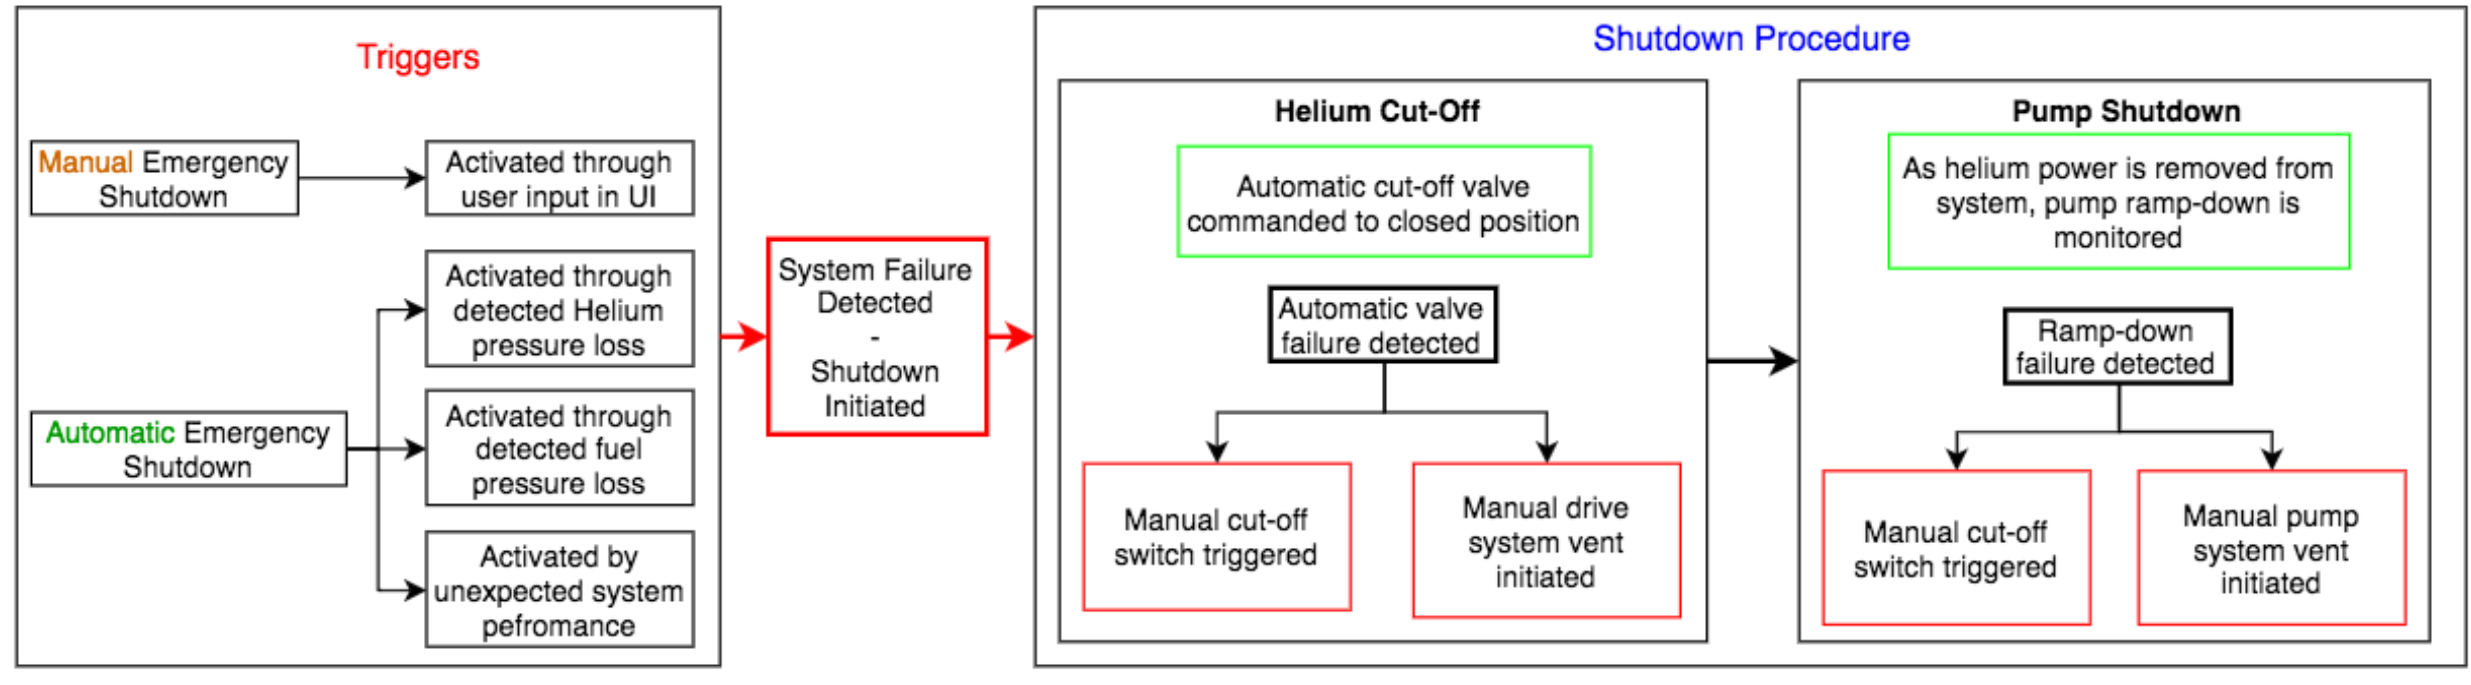 Triggers
Manual Emergency
Shutdown
Activated through
user input in UI
Automatic Emergency
Shutdown
Activated through
detected Helium
pressure loss
Activated through
detected fuel
pressure loss
Activated by
unexpected system
pefromance
System Failure
Detected
-
Shutdown
Initiated
Shutdown Procedure
Helium Cut-Off
Automatic cut-off valve
commanded to closed position
Automatic valve
failure detected
Manual cut-off
switch triggered
Manual drive
system vent
initiated
Pump Shutdown
As helium power is removed from
system, pump ramp-down is
monitored
Ramp-down
failure detected
Manual cut-off
switch triggered
Manual pump
system vent
initiated